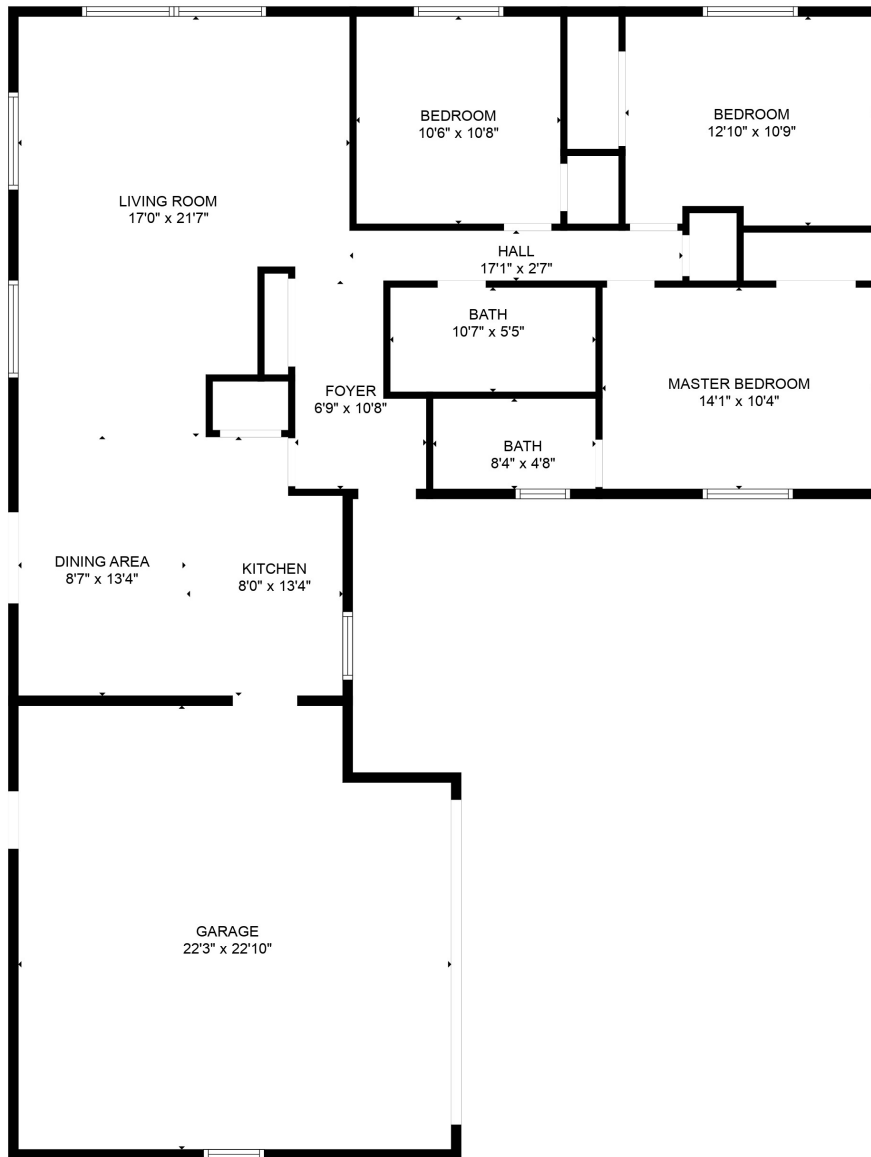 BEDROOM
10'6" x 10'8"
BEDROOM
12'10" x 10'9"
LIVING ROOM
17'0" x 21'7"
HALL
17'1" x 2'7"
BATH
10'7" x 5'5"
FOYER
6'9" x 10'8"
MASTER BEDROOM
14'1" x 10'4"
BATH
8'4" x 4'8"
DINING AREA
8'7" x 13'4"
KITCHEN
8'0" x 13'4"
GARAGE
22'3" x 22'10"